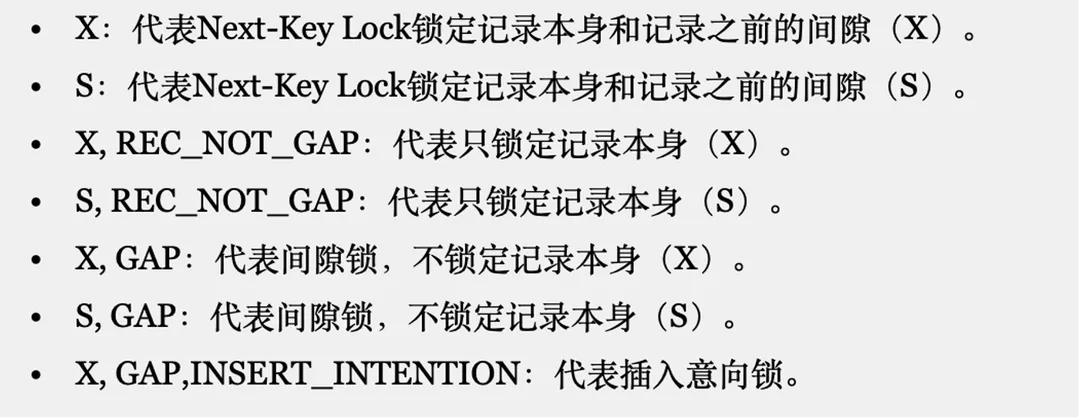 • X：代表Next-Key Lock锁定记录本身和记录之前的间隙（X）。
• S：代表Next-Key Lock锁定记录本身和记录之前的间隙（S）。
• X, REC_NOT_GAP：代表只锁定记录本身（X）。
• S, REC_NOT_GAP：代表只锁定记录本身（S）。
• X, GAP：代表间隙锁，不锁定记录本身（X）。
• S, GAP：代表间隙锁，不锁定记录本身（S）。
• X, GAP,INSERT_INTENTION：代表插入意向锁。